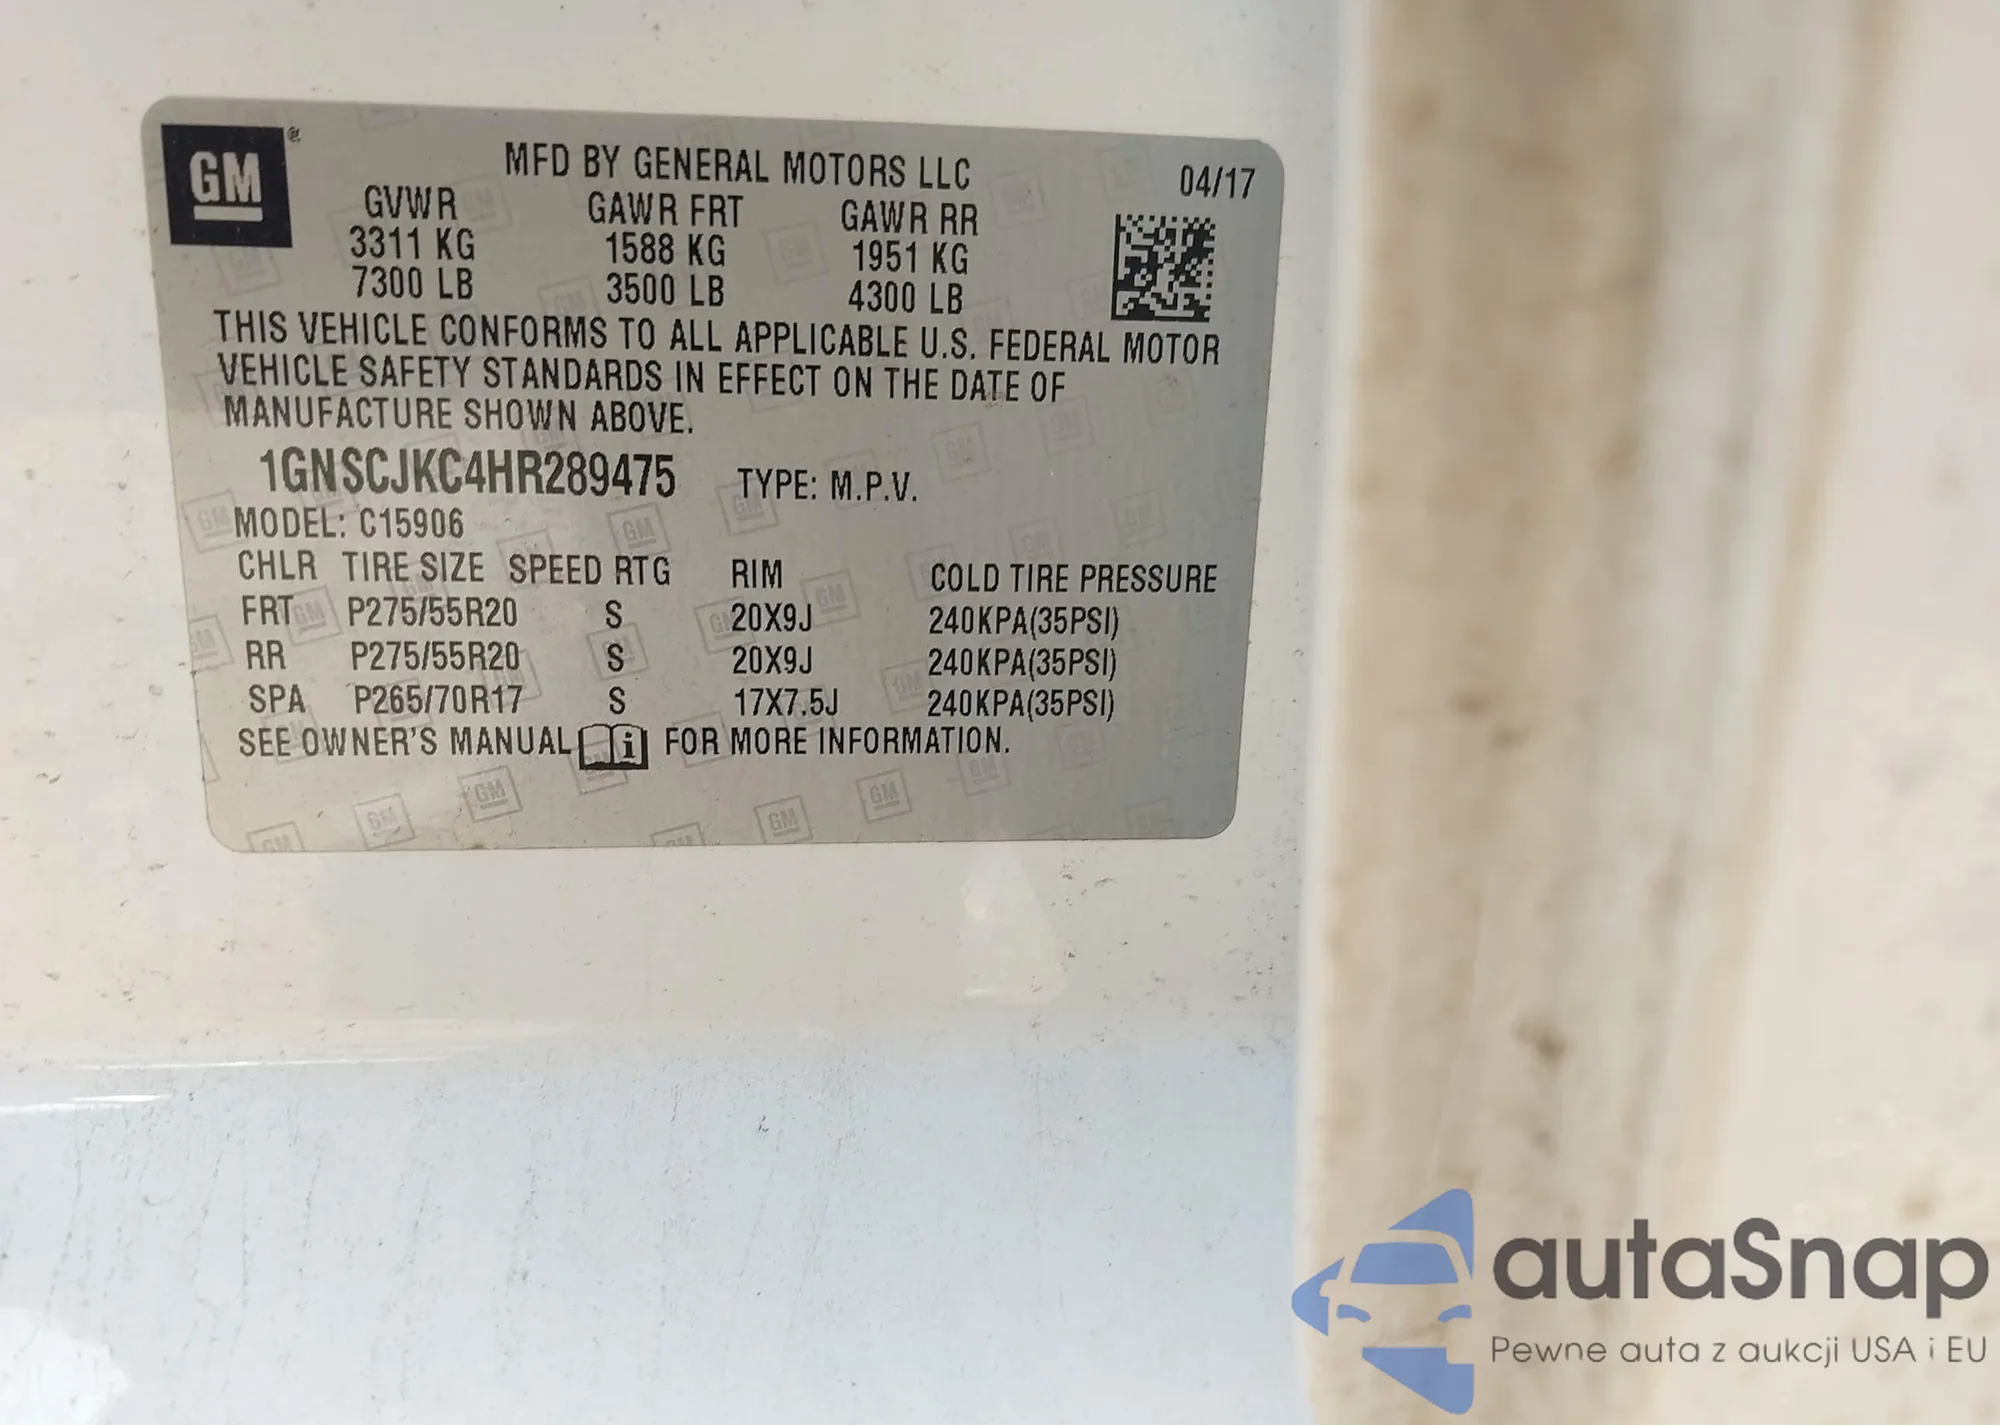 GM ®
MFD BY GENERAL MOTORS LLC 04/17
GVWR GAWR FRT GAWR RR
3311 KG 1588 KG 1951 KG
7300 LB 3500 LB 4300 LB
THIS VEHICLE CONFORMS TO ALL APPLICABLE U.S. FEDERAL MOTOR
VEHICLE SAFETY STANDARDS IN EFFECT ON THE DATE OF
MANUFACTURE SHOWN ABOVE.
1GNSCJKC4HR289475 TYPE: M.P.V.
MODEL: C15906
CHLR TIRE SIZE SPEED RTG RIM COLD TIRE PRESSURE
FRT P275/55R20 S 20X9J 240KPA(35PSI)
RR P275/55R20 S 20X9J 240KPA(35PSI)
SPA P265/70R17 S 17X7.5J 240KPA(35PSI)
SEE OWNER'S MANUAL i FOR MORE INFORMATION.
autaSnap
Pewne auta z aukcji USA i EU